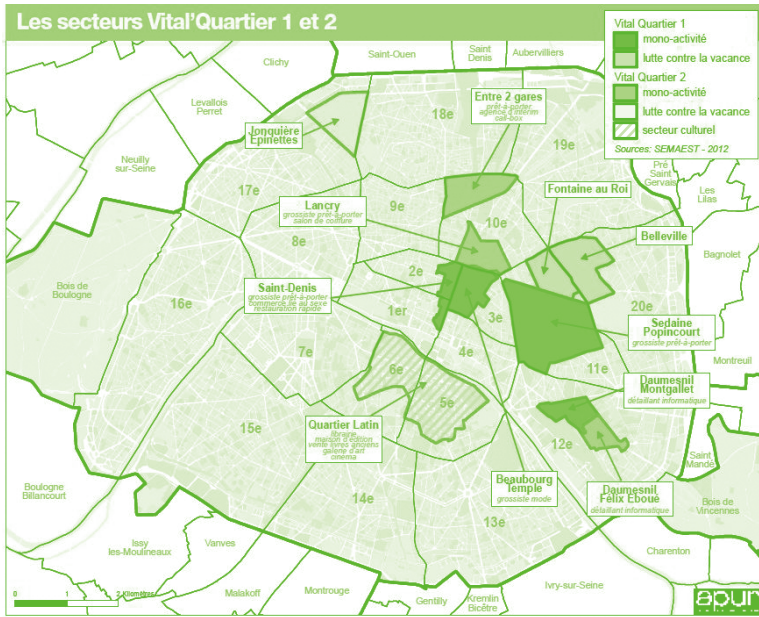 Les secteurs Vital'Quartier 1 et 2
Vital Quartier 1
mono-activité
lutte contre la vacance
Vital Quartier 2
mono-activité
lutte contre la vacance
secteur culturel
Sources: SEMAEST - 2012
Clichy
Saint-Ouen
Saint
Denis
Aubervilliers
Levallois
Perret
Neuilly
sur-Seine
Pré
Saint
Gervais
Les
Lilas
Bagnolet
Montreuil
Saint
Mandé
Bois de
Vincennes
Charenton
Ivry-sur-Seine
Kremlin
Bicêtre
Gentilly
Montrouge
Malakoff
Vanves
Issy
les-Moulineaux
Boulogne
Billancourt
Bois de
Boulogne
Jonquière
Epinettes
Entre 2 gares
prêt-à-porter
agence d'intérim
call-box
Lancry
grossiste prêt-à-porter
salon de coiffure
Fontaine au Roi
Belleville
Saint-Denis
grossiste prêt-à-porter
commerce lié au sexe
restauration rapide
Sedaine
Popincourt
grossiste prêt-à-porter
Daumesnil
Montgallet
détaillant informatique
Quartier Latin
librairie
maison d'édition
vente livres anciens
galerie d'art
cinéma
Beaubourg
Temple
grossiste mode
Daumesnil
Félix Eboué
détaillant informatique
18e
19e
17e
9e
10e
8e
2e
16e
1er
3e
20e
7e
4e
11e
6e
5e
15e
12e
14e
13e
0 1 2 Kilomètres
apur